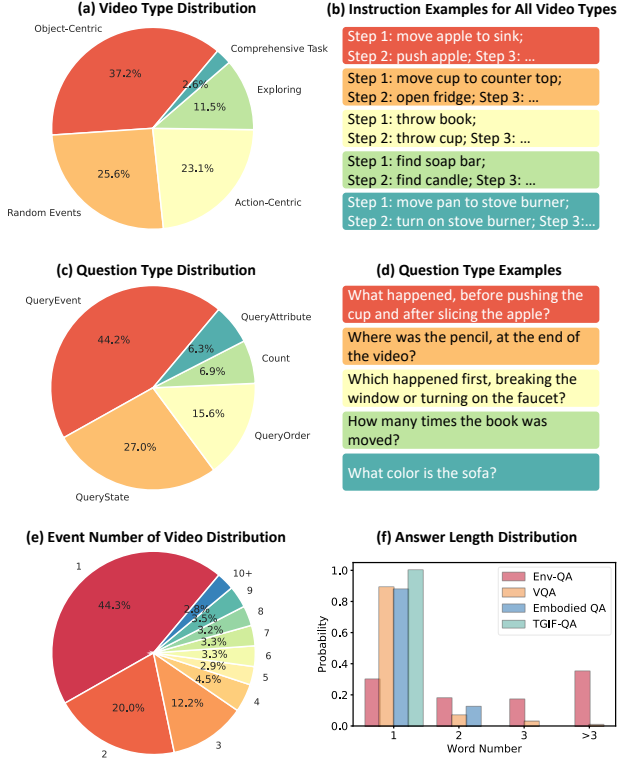 (a) Video Type Distribution
Object-Centric
Comprehensive Task
37.2%
2.6%
Exploring
11.5%
25.6%
23.1%
Random Events
Action-Centric
(b) Instruction Examples for All Video Types
Step 1: move apple to sink;
Step 2: push apple; Step 3: ...
Step 1: move cup to counter top;
Step 2: open fridge; Step 3: ...
Step 1: throw book;
Step 2: throw cup; Step 3: ...
Step 1: find soap bar;
Step 2: find candle; Step 3: ...
Step 1: move pan to stove burner;
Step 2: turn on stove burner; Step 3:...
(c) Question Type Distribution
QueryEvent
QueryAttribute
44.2%
6.3%
Count
6.9%
15.6%
QueryOrder
27.0%
QueryState
(d) Question Type Examples
What happened, before pushing the
cup and after slicing the apple?
Where was the pencil, at the end of
the video?
Which happened first, breaking the
window or turning on the faucet?
How many times the book was
moved?
What color is the sofa?
(e) Event Number of Video Distribution
1
10+
9
44.3%
2.8%
8
3.5%
3.2%
7
3.3%
6
3.3%
2.9%
5
4.5%
4
12.2%
20.0%
3
2
(f) Answer Length Distribution
1.0
0.8
0.6
0.4
0.2
0.0
Probability
Env-QA
VQA
Embodied QA
TGIF-QA
1 2 3 >3
Word Number